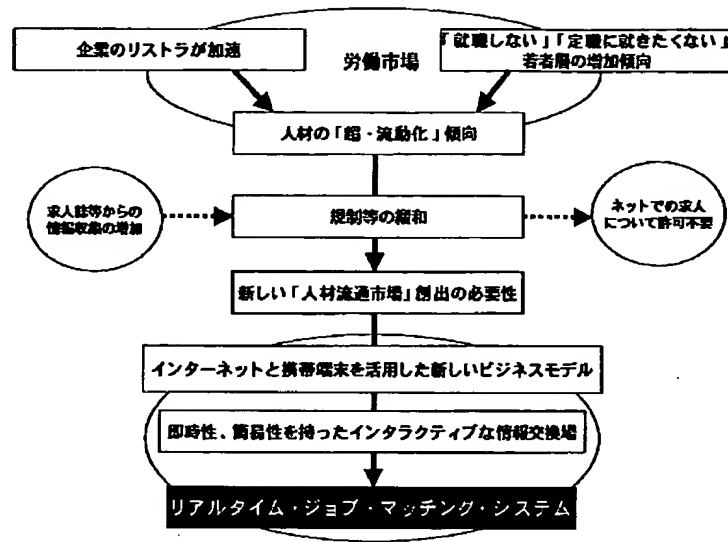 企業のリストラが加速
労働市場
「就職しない」「定職に就きたくない」
若者層の増加傾向
人材の「超・流動化」傾向
求人誌等からの
情報収集の増加
規制等の緩和
ネットでの求人
について許可不要
新しい「人材流通市場」創出の必要性
インターネットと携帯端末を活用した新しいビジネスモデル
即時性、簡易性を持ったインタラクティブな情報交換場
リアルタイム・ジョブ・マッチング・システム